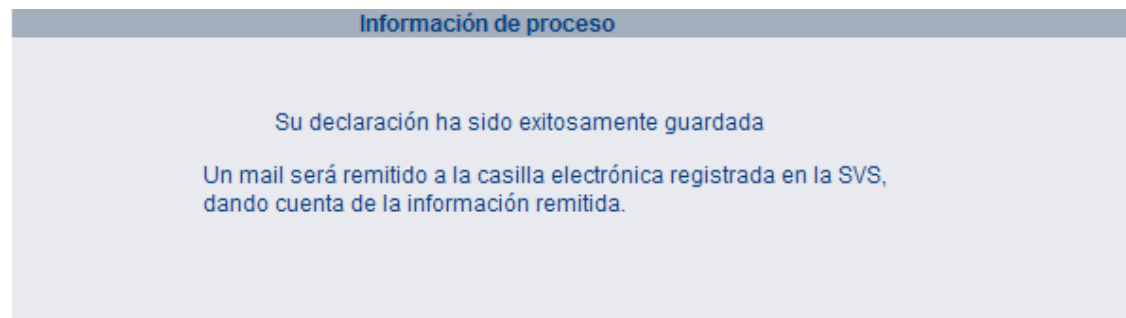 Información de proceso
Su declaración ha sido exitosamente guardada
Un mail será remitido a la casilla electrónica registrada en la SVS,
dando cuenta de la información remitida.